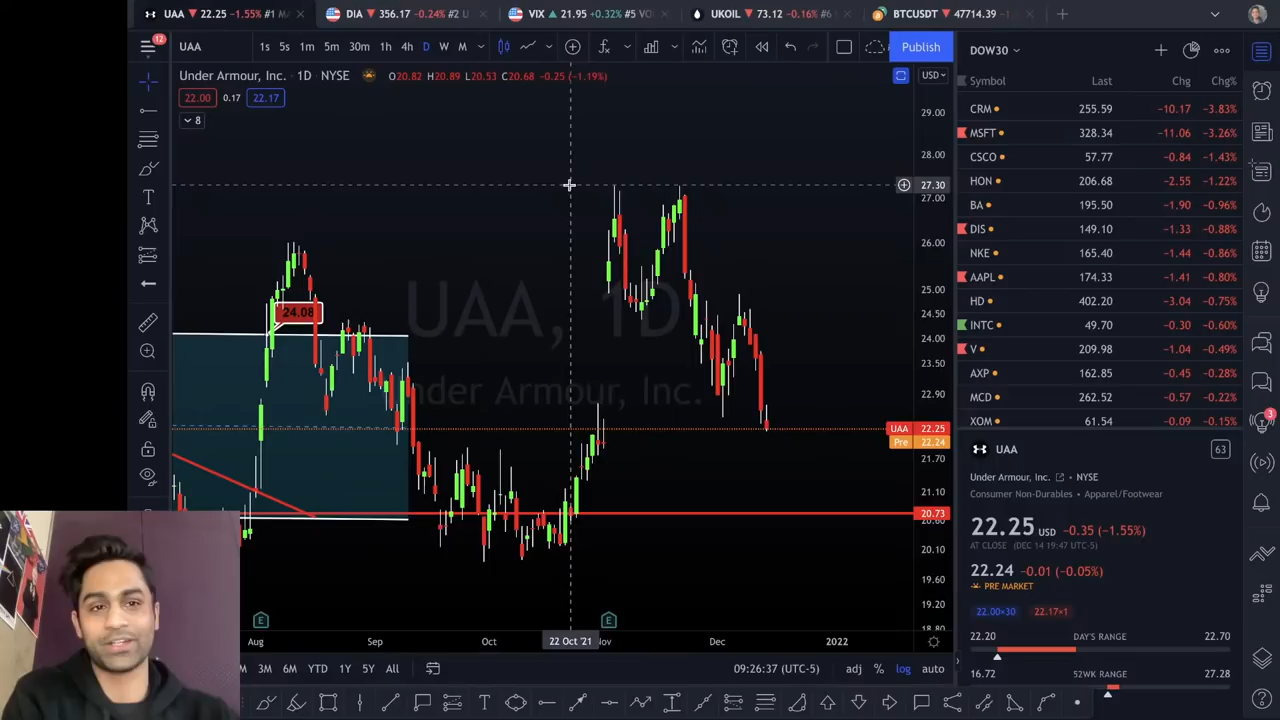 UAA 22.25 -1.55% #1 M
DIA 356.17 -0.24% #2 U
VIX 21.95 +0.32% #5 VO
UKOIL 73.12 -0.16% #6
BTCUSDT 47714.39
12
UAA
1s 5s 1m 5m 30m 1h 4h D W M
Publish
Under Armour, Inc. · 1D · NYSE O20.82 H20.89 L20.53 C20.68 -0.25 (-1.19%)
22.00 0.17 22.17
8
USD
29.00
28.00
27.30
27.00
26.00
25.00
24.50
24.00
23.50
22.90
UAA 22.25
Pre 22.24
21.70
21.10
20.73
20.60
20.10
19.60
19.20
18.80
24.08
UAA, 1D
Under Armour, Inc.
E
E
Aug Sep Oct 22 Oct '21 Nov Dec 2022
M 3M 6M YTD 1Y 5Y All
09:26:37 (UTC-5) adj % log auto
DOW30
Symbol Last Chg Chg%
CRM 255.59 -10.17 -3.83%
MSFT 328.34 -11.06 -3.26%
CSCO 57.77 -0.84 -1.43%
HON 206.68 -2.55 -1.22%
BA 195.50 -1.90 -0.96%
DIS 149.10 -1.33 -0.88%
NKE 165.40 -1.44 -0.86%
AAPL 174.33 -1.41 -0.80%
HD 402.20 -3.04 -0.75%
INTC 49.70 -0.30 -0.60%
V 209.98 -1.04 -0.49%
AXP 162.85 -0.45 -0.28%
MCD 262.52 -0.57 -0.22%
XOM 61.54 -0.09 -0.15%
3
UAA
63
Under Armour, Inc. · NYSE
Consumer Non-Durables · Apparel/Footwear
22.25 USD -0.35 (-1.55%)
AT CLOSE (DEC 14 19:47 UTC-5)
22.24 -0.01 (-0.05%)
PRE MARKET
22.00×30 22.17×1
22.20 DAY'S RANGE 22.70
16.72 52WK RANGE 27.28